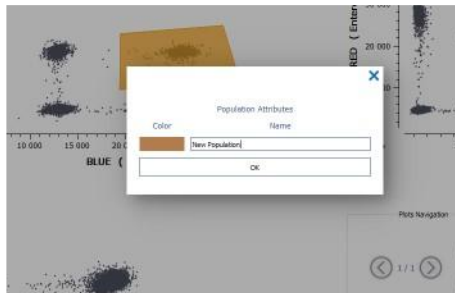 RED ( Enter
20 000
Population Attributes
Color
Name
New Population
OK
10 000
15 000
BLUE (
Plots Navigation
1 / 1